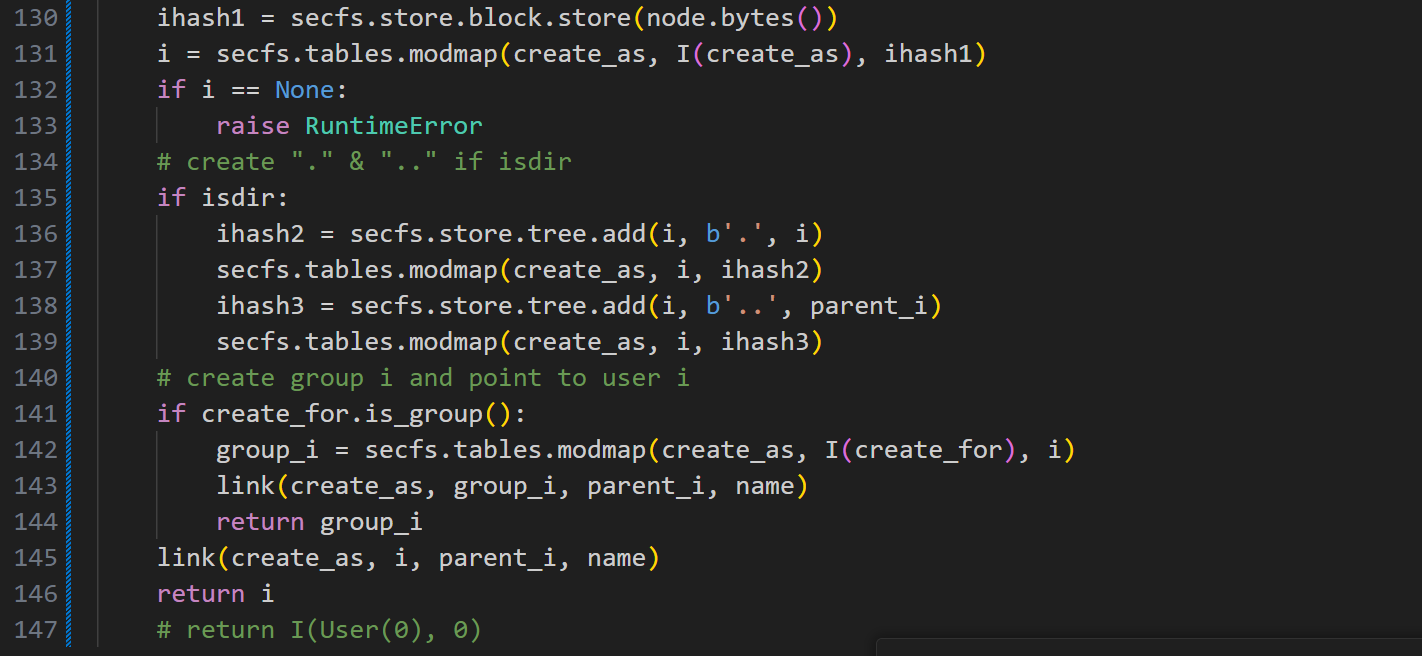 130 ihash1 = secfs.store.block.store(node.bytes())
131 i = secfs.tables.modmap(create_as, I(create_as), ihash1)
132 if i == None:
133     raise RuntimeError
134 # create "." & ".." if isdir
135 if isdir:
136     ihash2 = secfs.store.tree.add(i, b'.', i)
137     secfs.tables.modmap(create_as, i, ihash2)
138     ihash3 = secfs.store.tree.add(i, b'..', parent_i)
139     secfs.tables.modmap(create_as, i, ihash3)
140 # create group i and point to user i
141 if create_for.is_group():
142     group_i = secfs.tables.modmap(create_as, I(create_for), i)
143     link(create_as, group_i, parent_i, name)
144     return group_i
145 link(create_as, i, parent_i, name)
146 return i
147 # return I(User(0), 0)